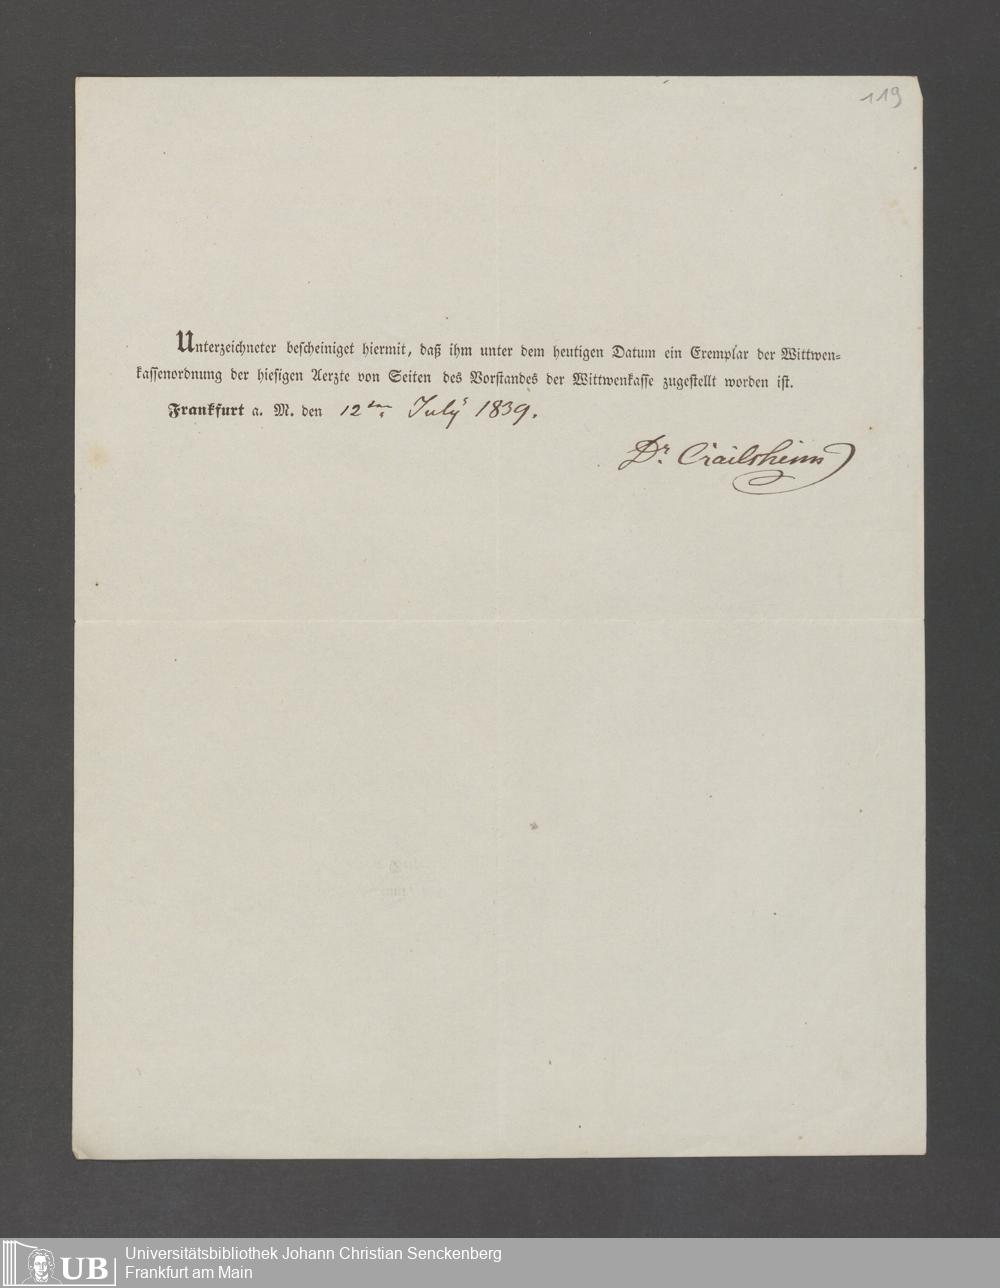 119
Unterzeichneter bescheiniget hiermit, daß ihm unter dem heutigen Datum ein Exemplar der Wittwen-
kassenordnung der hiesigen Aerzte von Seiten des Vorstandes der Wittwenkasse zugestellt worden ist.
Frankfurt a. M. den 12ten July 1839.
Dr. Crailsheim
UB Universitätsbibliothek Johann Christian Senckenberg
Frankfurt am Main